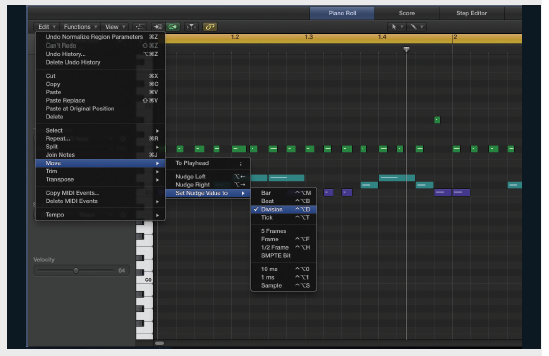 Piano Roll Score Step Editor
Edit Functions View
1.2 1.3 1.4 2
Undo Normalize Region Parameters ⌘Z
Can't Redo ⇧⌘Z
Undo History... ⌥⌘Z
Delete Undo History
Cut ⌘X
Copy ⌘C
Paste ⌘V
Paste Replace ⇧⌘V
Paste at Original Position
Delete
Select
Repeat... ⌘R
Split
Join Notes ⌘J
Move
Trim
Transpose
Copy MIDI Events...
Delete MIDI Events
Tempo
To Playhead ;
Nudge Left ⌥←
Nudge Right ⌥→
Set Nudge Value to
Bar ^⌥M
Beat ^⌥B
✓ Division ^⌥D
Tick ^⌥T
5 Frames
Frame ^⌥F
1/2 Frame ^⌥H
SMPTE Bit
10 ms ^⌥0
1 ms ^⌥1
Sample ^⌥S
Velocity
64